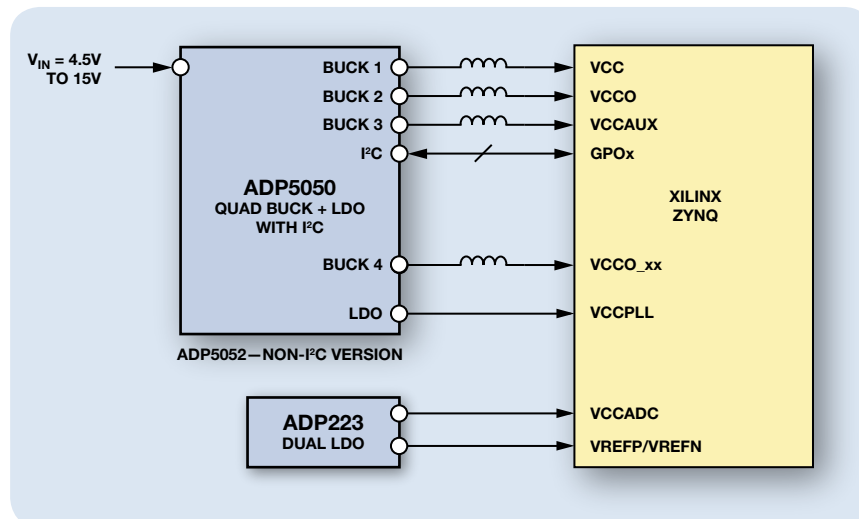 VIN = 4.5V
TO 15V
BUCK 1
BUCK 2
BUCK 3
I²C
ADP5050
QUAD BUCK + LDO
WITH I²C
BUCK 4
LDO
ADP5052—NON-I²C VERSION
ADP223
DUAL LDO
VCC
VCCO
VCCAUX
GPOx
XILINX
ZYNQ
VCCO_xx
VCCPLL
VCCADC
VREFP/VREFN